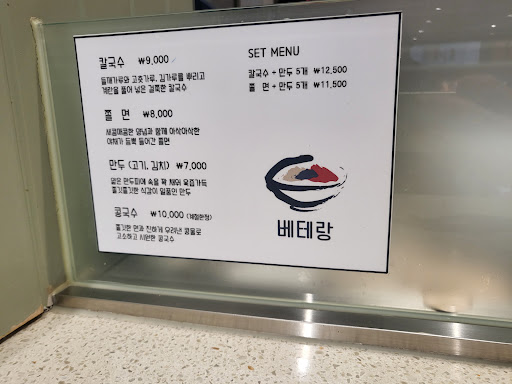 칼국수 ₩9,000
들깨가루와 고춧가루, 김가루를 뿌리고
계란을 풀어 넣은 걸쭉한 칼국수
쫄 면 ₩8,000
새콤매콤한 양념과 함께 아삭아삭한
야채가 듬뿍 들어간 쫄면
만두 (고기, 김치) ₩7,000
얇은 만두피에 속을 꽉 채워 육즙가득
쫄깃쫄깃한 식감이 일품인 만두
콩국수 ₩10,000 (계절한정)
쫄깃한 면과 진하게 우려낸 콩물로
고소하고 시원한 콩국수
SET MENU
칼국수 + 만두 5개 ₩12,500
쫄 면 + 만두 5개 ₩11,500
베테랑